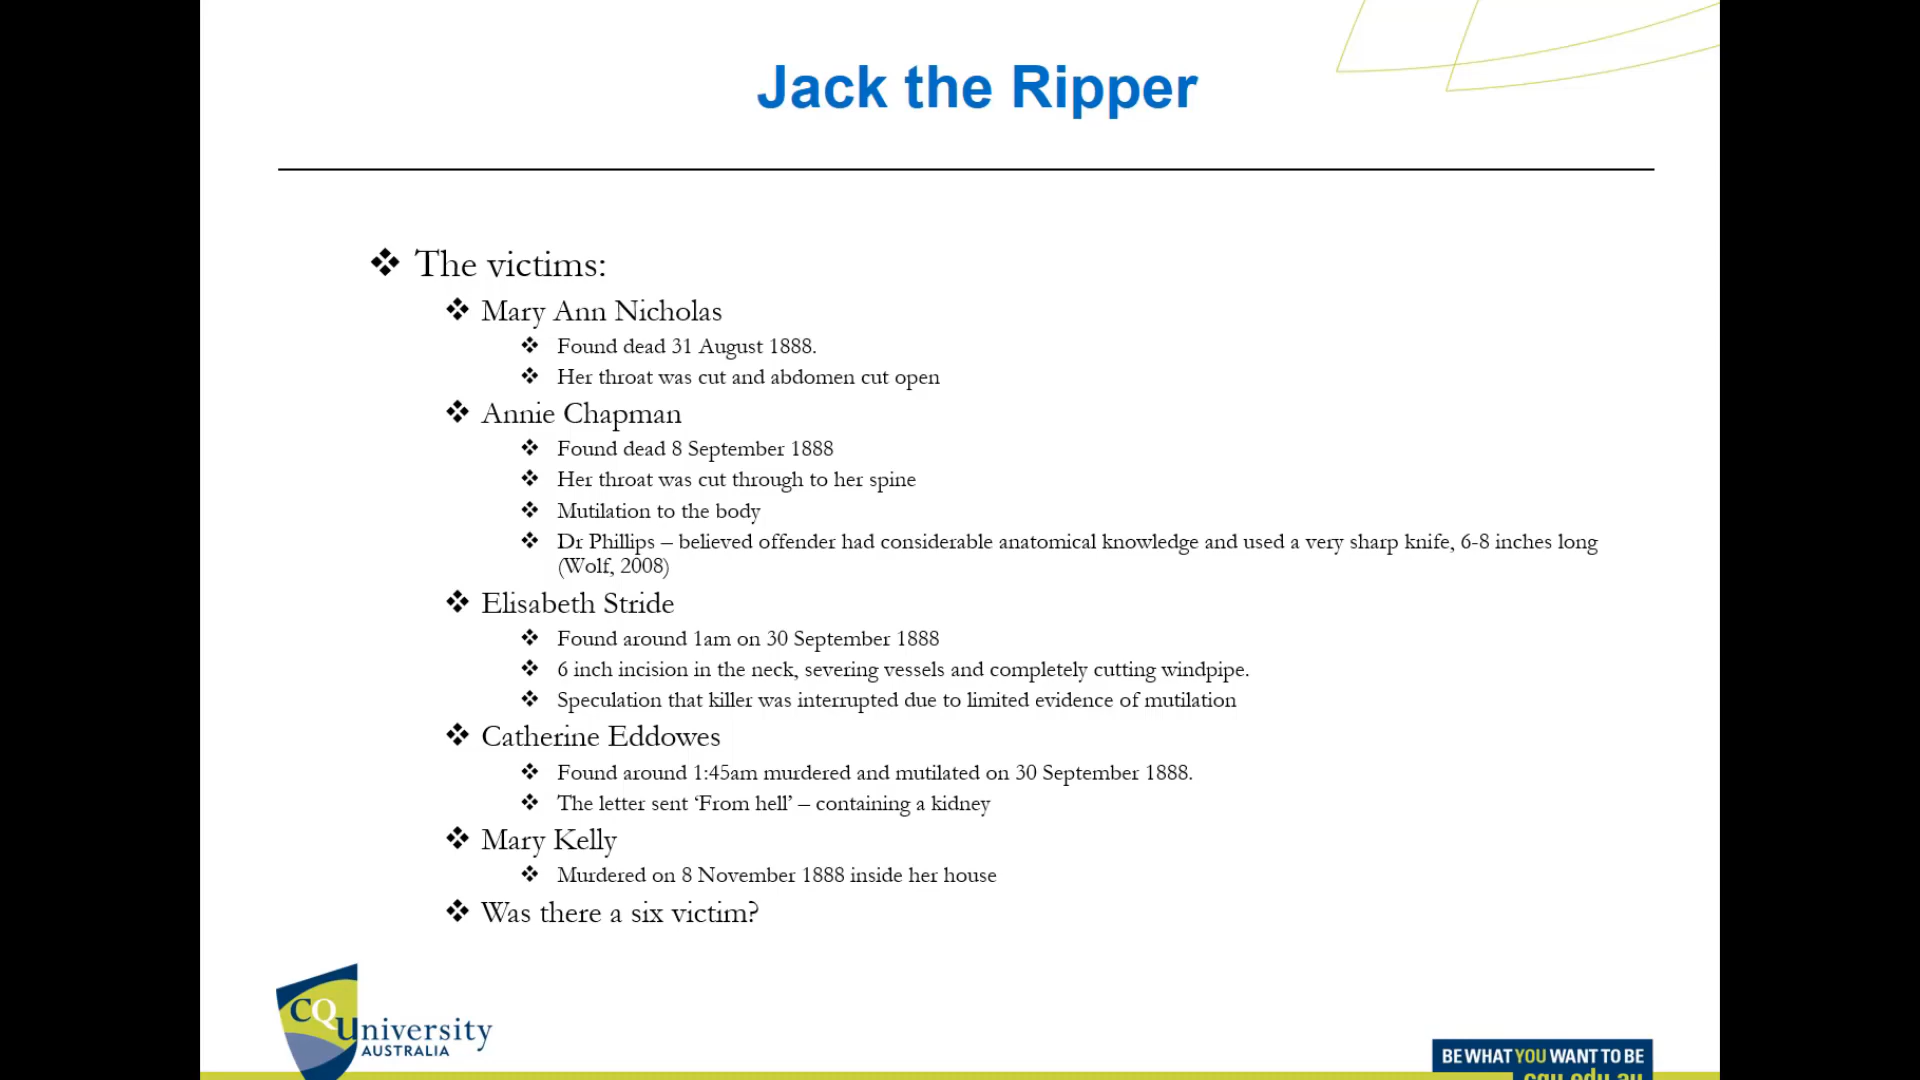 Jack the Ripper
The victims:
Mary Ann Nicholas
Found dead 31 August 1888.
Her throat was cut and abdomen cut open
Annie Chapman
Found dead 8 September 1888
Her throat was cut through to her spine
Mutilation to the body
Dr Phillips – believed offender had considerable anatomical knowledge and used a very sharp knife, 6-8 inches long
(Wolf, 2008)
Elisabeth Stride
Found around 1am on 30 September 1888
6 inch incision in the neck, severing vessels and completely cutting windpipe.
Speculation that killer was interrupted due to limited evidence of mutilation
Catherine Eddowes
Found around 1:45am murdered and mutilated on 30 September 1888.
The letter sent ‘From hell’ – containing a kidney
Mary Kelly
Murdered on 8 November 1888 inside her house
Was there a six victim?
CQUniversity
AUSTRALIA
BE WHAT YOU WANT TO BE
cqu.edu.au